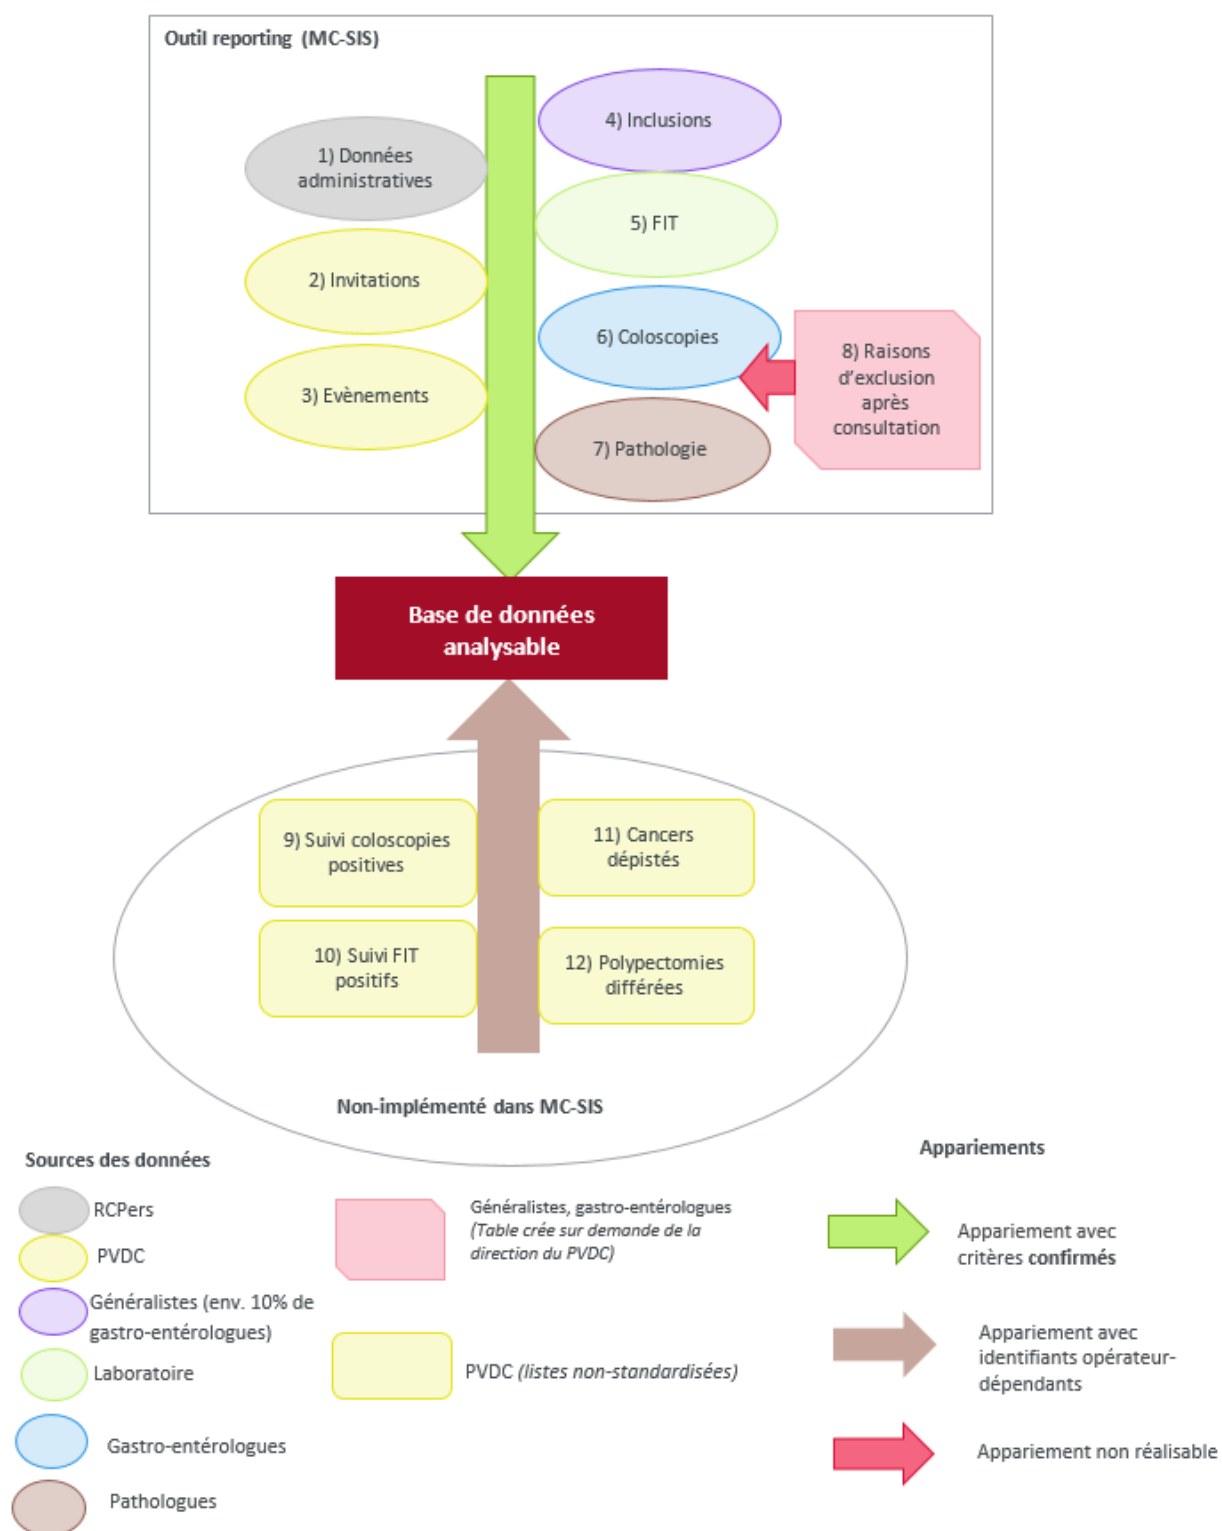 Outil reporting (MC-SIS)
1) Données
administratives
2) Invitations
3) Evènements
4) Inclusions
5) FIT
6) Coloscopies
7) Pathologie
8) Raisons
d'exclusion
après
consultation
Base de données
analysable
9) Suivi coloscopies
positives
10) Suivi FIT
positifs
11) Cancers
dépistés
12) Polypectomies
différées
Non-implémenté dans MC-SIS
Sources des données
RCPers
PVDC
Généralistes (env. 10% de
gastro-entérologues)
Laboratoire
Gastro-entérologues
Pathologues
Généralistes, gastro-entérologues
(Table crée sur demande de la
direction du PVDC)
PVDC (listes non-standardisées)
Appariements
Appariement avec
critères confirmés
Appariement avec
identifiants opérateur-
dépendants
Appariement non réalisable